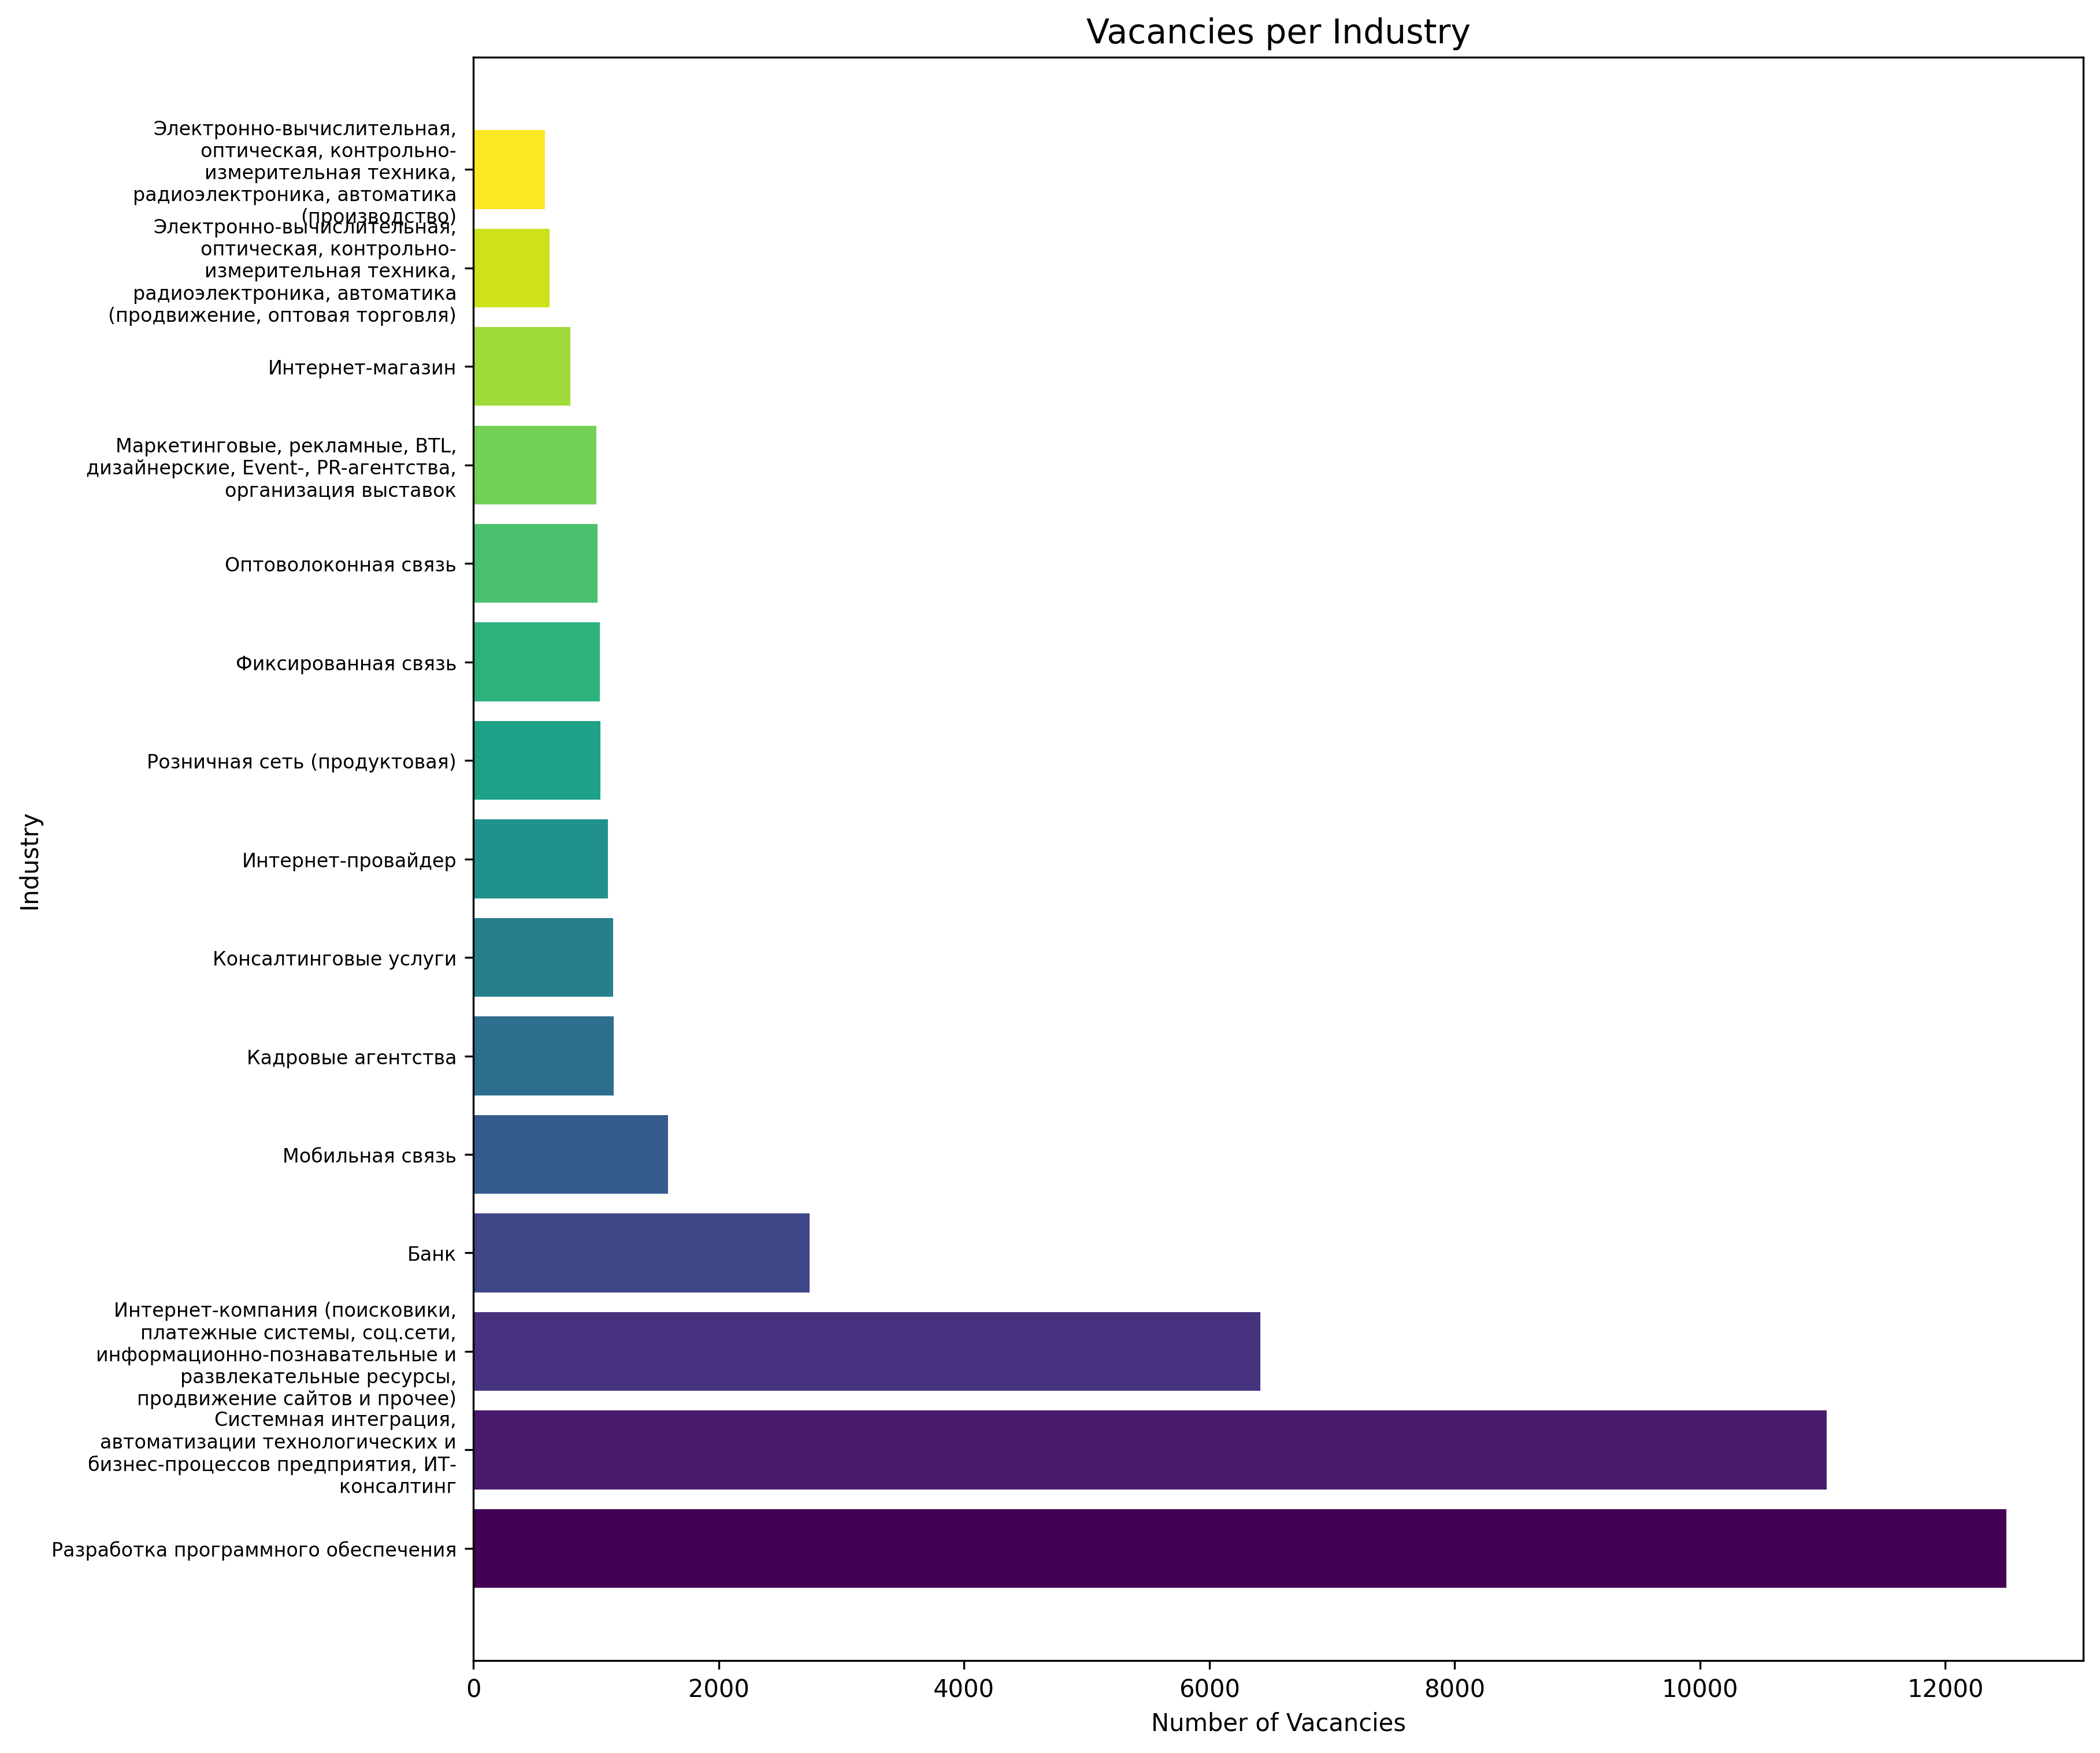 Vacancies per Industry
Электронно-вычислительная,
оптическая, контрольно-
измерительная техника,
радиоэлектроника, автоматика
(производство)
Электронно-вычислительная,
оптическая, контрольно-
измерительная техника,
радиоэлектроника, автоматика
(продвижение, оптовая торговля)
Интернет-магазин
Маркетинговые, рекламные, BTL,
дизайнерские, Event-, PR-агентства,
организация выставок
Оптоволоконная связь
Фиксированная связь
Розничная сеть (продуктовая)
Интернет-провайдер
Консалтинговые услуги
Кадровые агентства
Мобильная связь
Банк
Интернет-компания (поисковики,
платежные системы, соц.сети,
информационно-познавательные и
развлекательные ресурсы,
продвижение сайтов и прочее)
Системная интеграция,
автоматизации технологических и
бизнес-процессов предприятия, ИТ-
консалтинг
Разработка программного обеспечения
Industry
0 2000 4000 6000 8000 10000 12000
Number of Vacancies